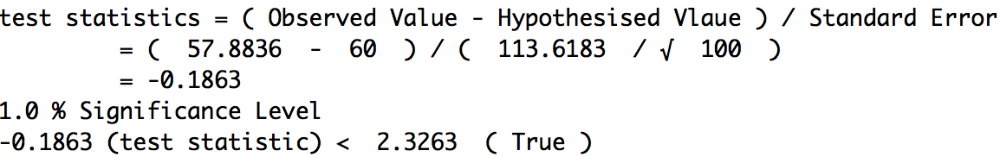 test statistics = ( Observed Value - Hypothesised Vlaue ) / Standard Error
= ( 57.8836 - 60 ) / ( 113.6183 / √ 100 )
= -0.1863
1.0 % Significance Level
-0.1863 (test statistic) < 2.3263 ( True )